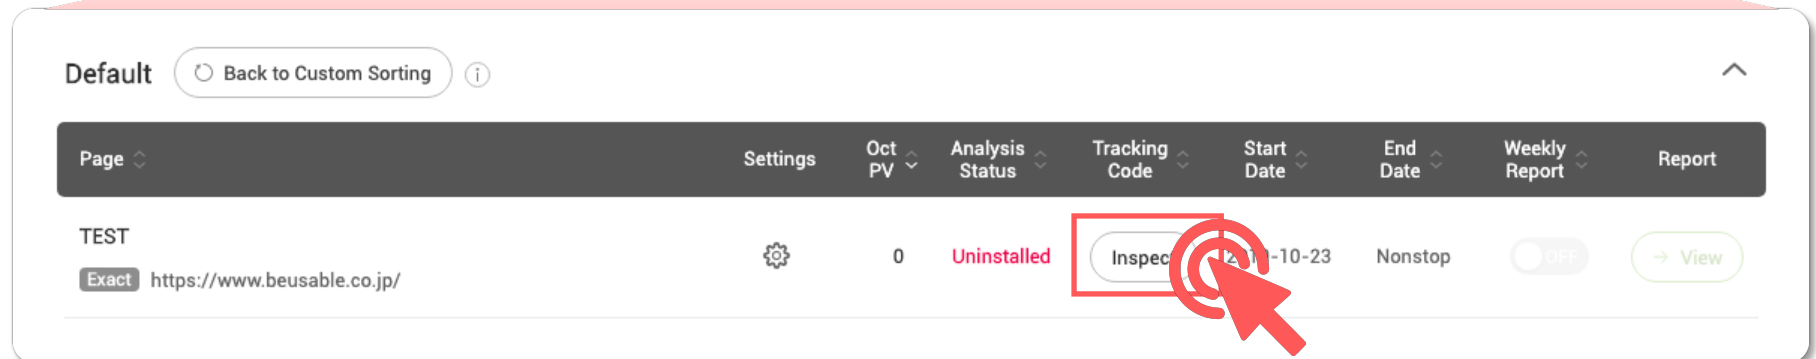 Default
Back to Custom Sorting
i
Page
Settings
Oct PV
Analysis Status
Tracking Code
Start Date
End Date
Weekly Report
Report
TEST
0
Uninstalled
Nonstop
OFF
→ View
Exact
https://www.beusable.co.jp/